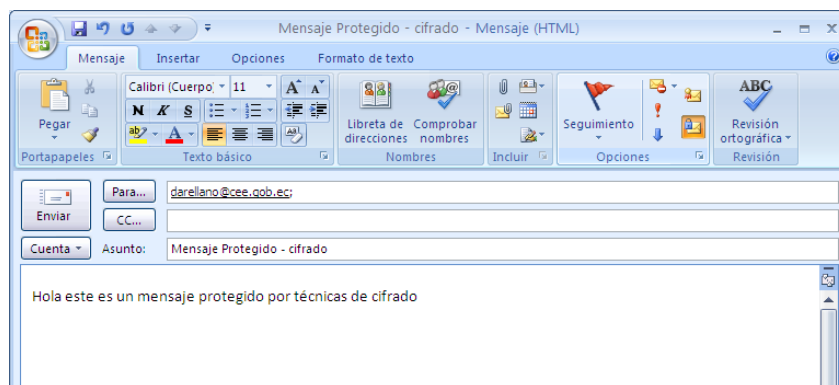 Mensaje Protegido - cifrado - Mensaje (HTML)
Mensaje Insertar Opciones Formato de texto
Calibri (Cuerpo) 11 A A
N K S
ab A
Pegar
Libreta de direcciones
Comprobar nombres
Seguimiento
ABC
Revisión ortográfica
Portapapeles Texto básico Nombres Incluir Opciones Revisión
Enviar
Para... darellano@cee.gob.ec;
CC...
Cuenta Asunto: Mensaje Protegido - cifrado
Hola este es un mensaje protegido por técnicas de cifrado